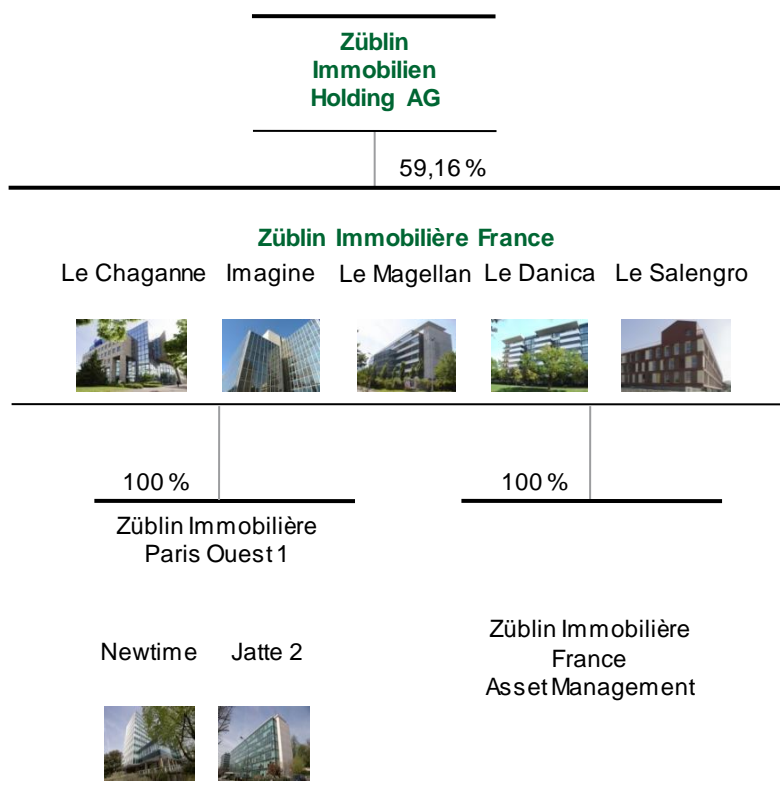 Züblin
Immobilien
Holding AG
59,16 %
Züblin Immobilière France
Le Chaganne Imagine Le Magellan Le Danica Le Salengro
100 % 100 %
Züblin Immobilière
Paris Ouest 1
Newtime Jatte 2
Züblin Immobilière
France
Asset Management